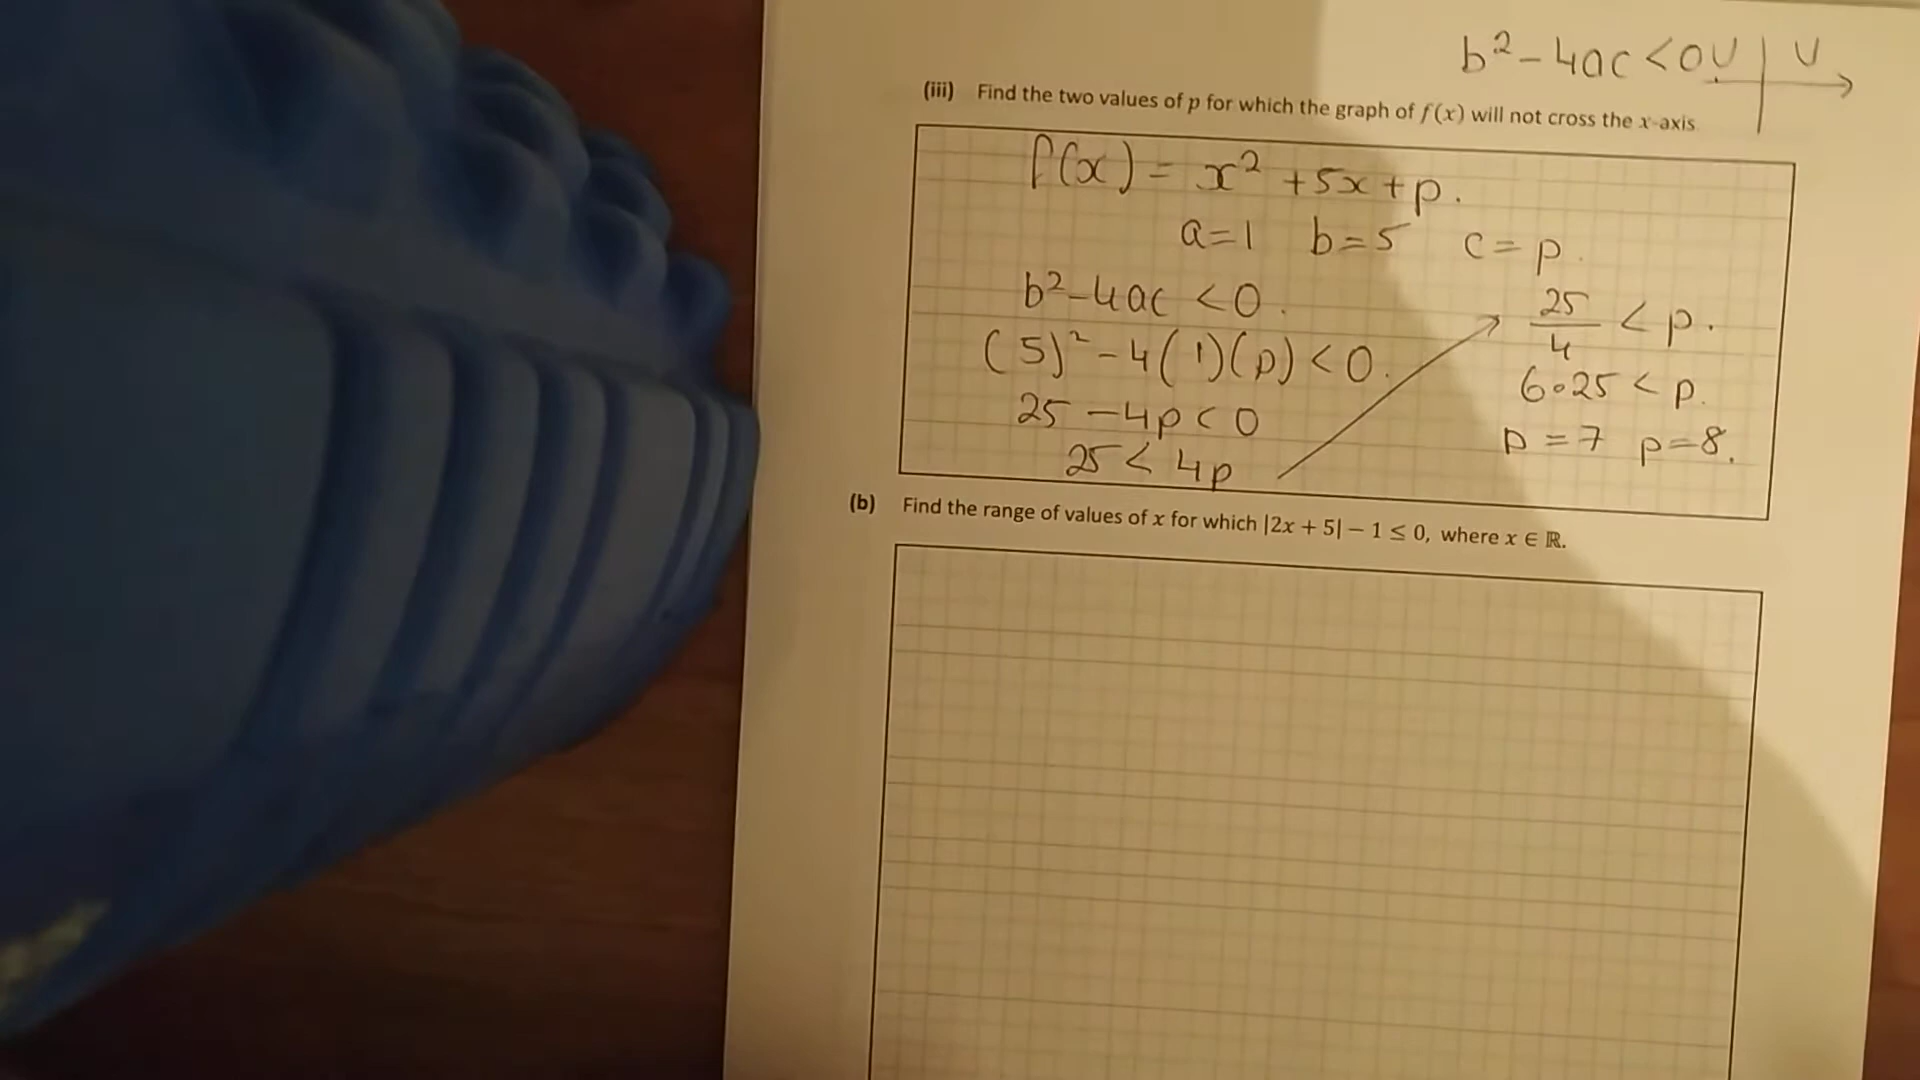 b² - 4ac < 0 ∪ ∪
(iii) Find the two values of p for which the graph of f(x) will not cross the x-axis.
f(x) = x² + 5x + p.
a = 1 b = 5 c = p.
b² - 4ac < 0.
(5)² - 4(1)(p) < 0.
25 - 4p < 0
25 < 4p
25/4 < p.
6.25 < p.
p = 7 p = 8.
(b) Find the range of values of x for which |2x + 5| − 1 ≤ 0, where x ∈ ℝ.